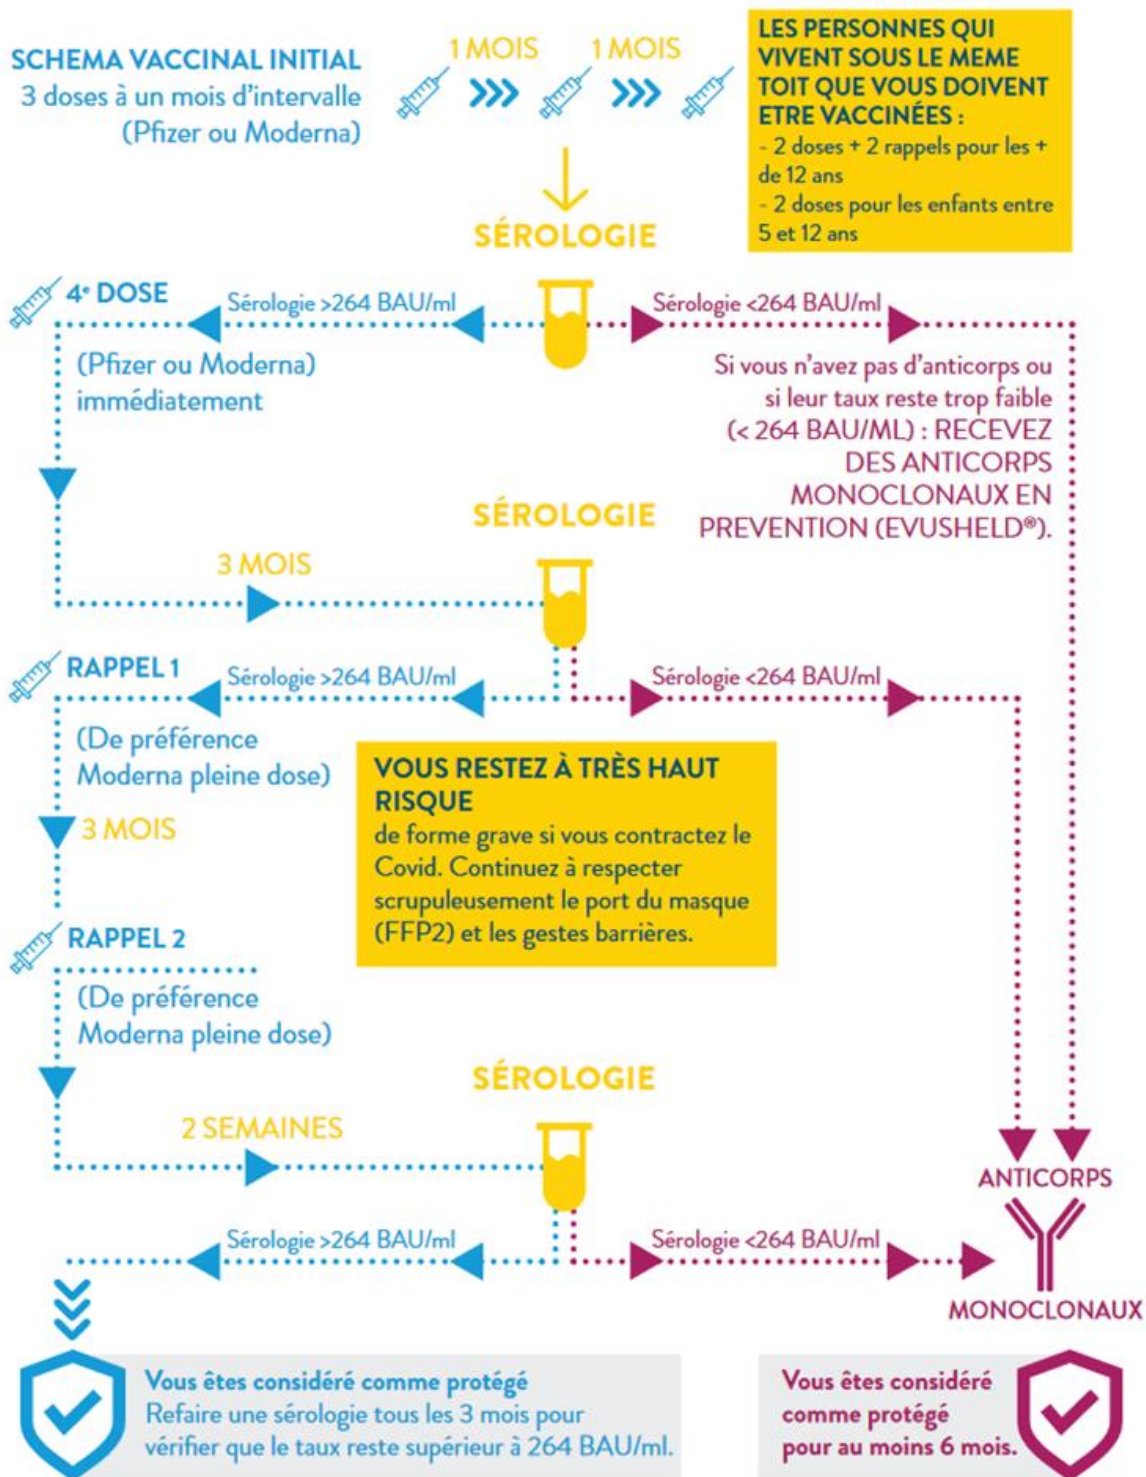 SCHEMA VACCINAL INITIAL
3 doses à un mois d'intervalle
(Pfizer ou Moderna)
1 MOIS
1 MOIS
LES PERSONNES QUI
VIVENT SOUS LE MEME
TOIT QUE VOUS DOIVENT
ETRE VACCINÉES :
- 2 doses + 2 rappels pour les +
de 12 ans
- 2 doses pour les enfants entre
5 et 12 ans
SÉROLOGIE
4e DOSE
Sérologie >264 BAU/ml
Sérologie <264 BAU/ml
(Pfizer ou Moderna)
immédiatement
Si vous n'avez pas d'anticorps ou
si leur taux reste trop faible
(< 264 BAU/ML) : RECEVEZ
DES ANTICORPS
MONOCLONAUX EN
PREVENTION (EVUSHELD®).
SÉROLOGIE
3 MOIS
RAPPEL 1
Sérologie >264 BAU/ml
Sérologie <264 BAU/ml
(De préférence
Moderna pleine dose)
3 MOIS
VOUS RESTEZ À TRÈS HAUT
RISQUE
de forme grave si vous contractez le
Covid. Continuez à respecter
scrupuleusement le port du masque
(FFP2) et les gestes barrières.
RAPPEL 2
(De préférence
Moderna pleine dose)
SÉROLOGIE
2 SEMAINES
Sérologie >264 BAU/ml
Sérologie <264 BAU/ml
ANTICORPS
MONOCLONAUX
Vous êtes considéré comme protégé
Refaire une sérologie tous les 3 mois pour
vérifier que le taux reste supérieur à 264 BAU/ml.
Vous êtes considéré
comme protégé
pour au moins 6 mois.